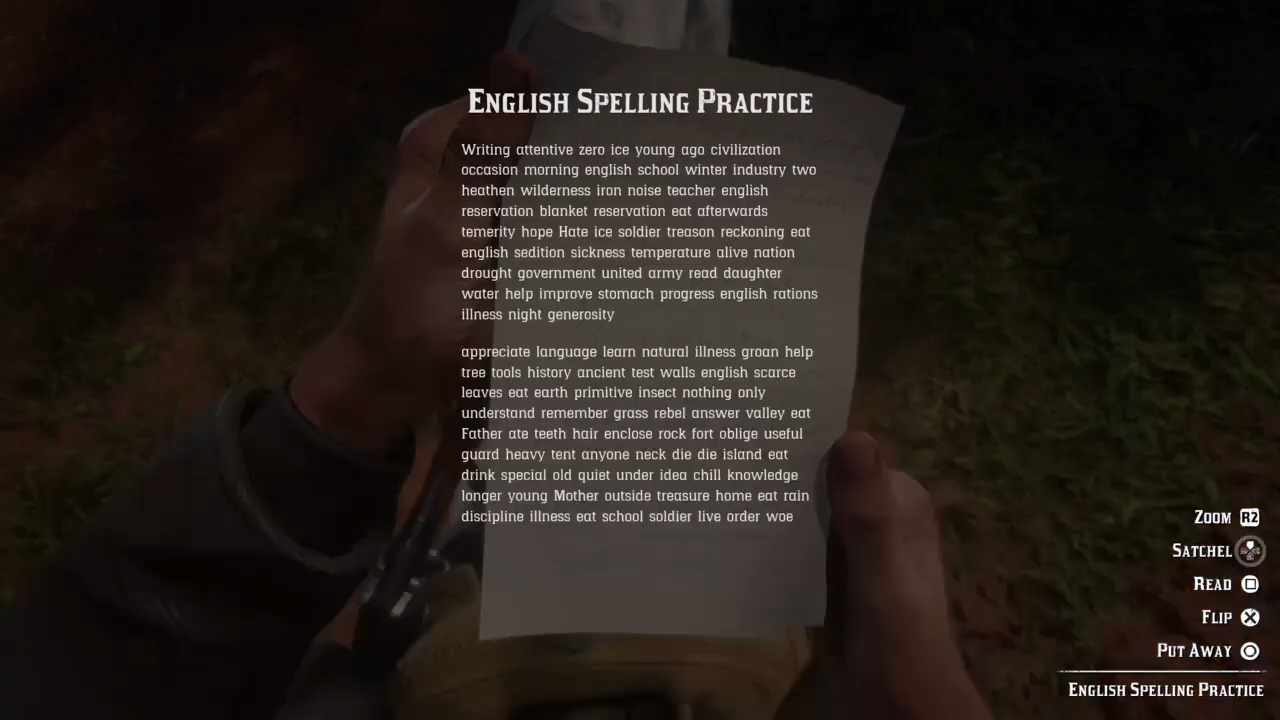 English Spelling Practice
Writing attentive zero ice young ago civilization
occasion morning english school winter industry two
heathen wilderness iron noise teacher english
reservation blanket reservation eat afterwards
temerity hope Hate ice soldier treason reckoning eat
english sedition sickness temperature alive nation
drought government united army read daughter
water help improve stomach progress english rations
illness night generosity
appreciate language learn natural illness groan help
tree tools history ancient test walls english scarce
leaves eat earth primitive insect nothing only
understand remember grass rebel answer valley eat
Father ate teeth hair enclose rock fort oblige useful
guard heavy tent anyone neck die die island eat
drink special old quiet under idea chill knowledge
longer young Mother outside treasure home eat rain
discipline illness eat school soldier live order woe
Zoom R2
Satchel
Read
Flip
Put Away
English Spelling Practice